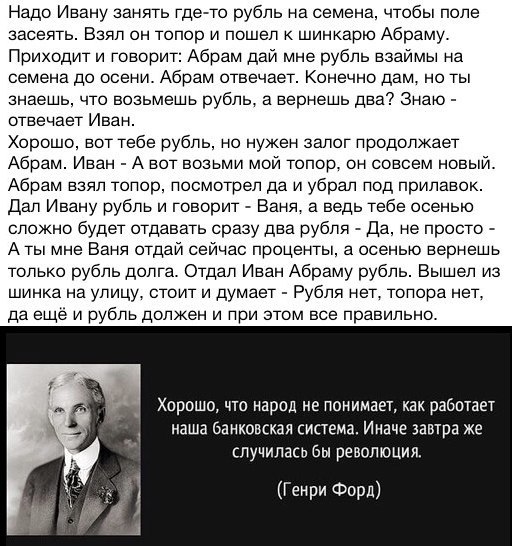 Надо Ивану занять где-то рубль на семена, чтобы поле
засеять. Взял он топор и пошел к шинкарю Абраму.
Приходит и говорит: Абрам дай мне рубль взаймы на
семена до осени. Абрам отвечает. Конечно дам, но ты
знаешь, что возьмешь рубль, а вернешь два? Знаю -
отвечает Иван.
Хорошо, вот тебе рубль, но нужен залог продолжает
Абрам. Иван - А вот возьми мой топор, он совсем новый.
Абрам взял топор, посмотрел да и убрал под прилавок.
Дал Ивану рубль и говорит - Ваня, а ведь тебе осенью
сложно будет отдавать сразу два рубля - Да, не просто -
А ты мне Ваня отдай сейчас проценты, а осенью вернешь
только рубль долга. Отдал Иван Абраму рубль. Вышел из
шинка на улицу, стоит и думает - Рубля нет, топора нет,
да ещё и рубль должен и при этом все правильно.
Хорошо, что народ не понимает, как работает
наша банковская система. Иначе завтра же
случилась бы революция.
(Генри Форд)